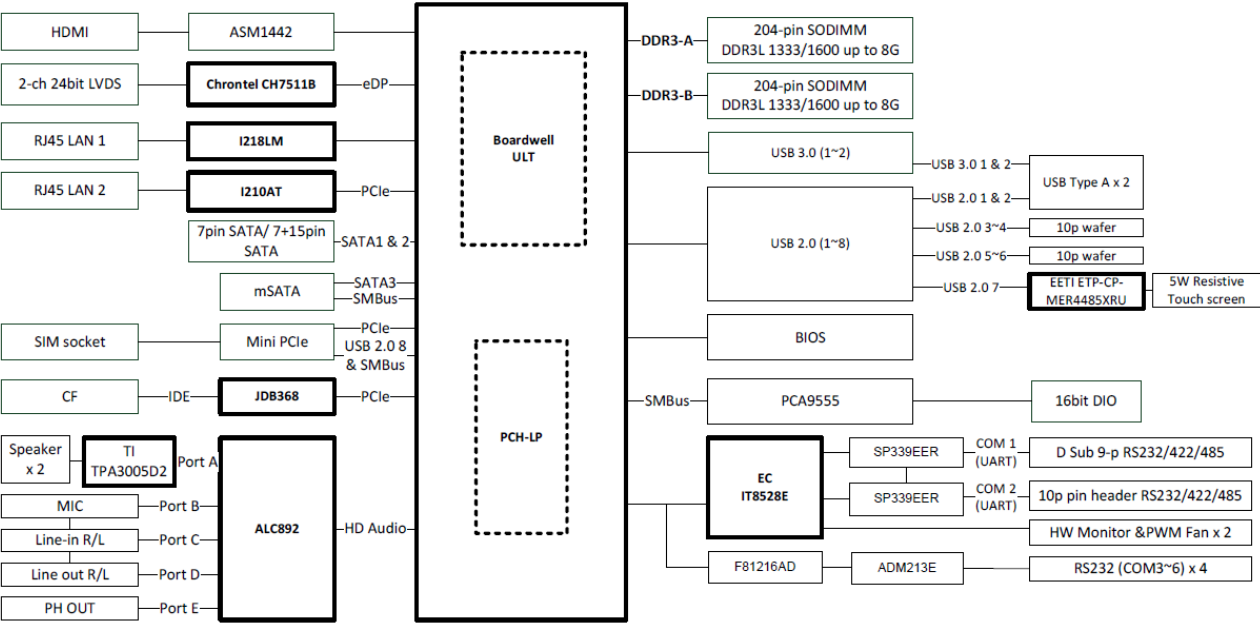 HDMI
ASM1442
2-ch 24bit LVDS
Chrontel CH7511B
eDP
RJ45 LAN 1
I218LM
RJ45 LAN 2
I210AT
PCIe
7pin SATA/ 7+15pin
SATA
SATA1 & 2
mSATA
SATA3
SMBus
SIM socket
Mini PCIe
PCIe
USB 2.0 8
& SMBus
CF
IDE
JDB368
PCIe
Speaker
x 2
TI
TPA3005D2
Port A
MIC
Port B
Line-in R/L
Port C
Line out R/L
Port D
PH OUT
Port E
ALC892
HD Audio
Boardwell
ULT
PCH-LP
DDR3-A
204-pin SODIMM
DDR3L 1333/1600 up to 8G
DDR3-B
204-pin SODIMM
DDR3L 1333/1600 up to 8G
USB 3.0 (1~2)
USB 3.0 1 & 2
USB Type A x 2
USB 2.0 1 & 2
USB 2.0 (1~8)
USB 2.0 3~4
10p wafer
USB 2.0 5~6
10p wafer
USB 2.0 7
EETI ETP-CP-
MER4485XRU
5W Resistive
Touch screen
BIOS
SMBus
PCA9555
16bit DIO
EC
IT8528E
SP339EER
COM 1
(UART)
D Sub 9-p RS232/422/485
SP339EER
COM 2
(UART)
10p pin header RS232/422/485
HW Monitor &PWM Fan x 2
F81216AD
ADM213E
RS232 (COM3~6) x 4